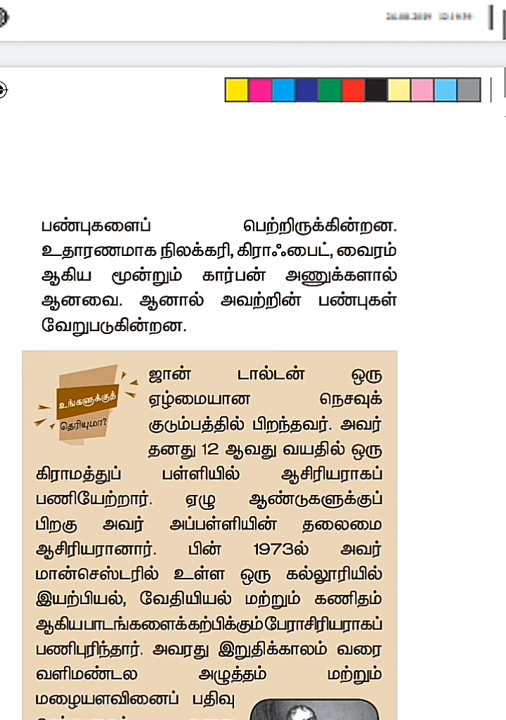 பண்புகளைப் பெற்றிருக்கின்றன.
உதாரணமாக நிலக்கரி, கிராஃபைட், வைரம்
ஆகிய மூன்றும் கார்பன் அணுக்களால்
ஆனவை. ஆனால் அவற்றின் பண்புகள்
வேறுபடுகின்றன.
உங்களுக்குத்
தெரியுமா?
ஜான் டால்டன் ஒரு
ஏழ்மையான நெசவுக்
குடும்பத்தில் பிறந்தவர். அவர்
தனது 12 ஆவது வயதில் ஒரு
கிராமத்துப் பள்ளியில் ஆசிரியராகப்
பணியேற்றார். ஏழு ஆண்டுகளுக்குப்
பிறகு அவர் அப்பள்ளியின் தலைமை
ஆசிரியரானார். பின் 1973ல் அவர்
மான்செஸ்டரில் உள்ள ஒரு கல்லூரியில்
இயற்பியல், வேதியியல் மற்றும் கணிதம்
ஆகியபாடங்களைக்கற்பிக்கும்பேராசிரியராகப்
பணிபுரிந்தார். அவரது இறுதிக்காலம் வரை
வளிமண்டல அழுத்தம் மற்றும்
மழையளவினைப் பதிவு